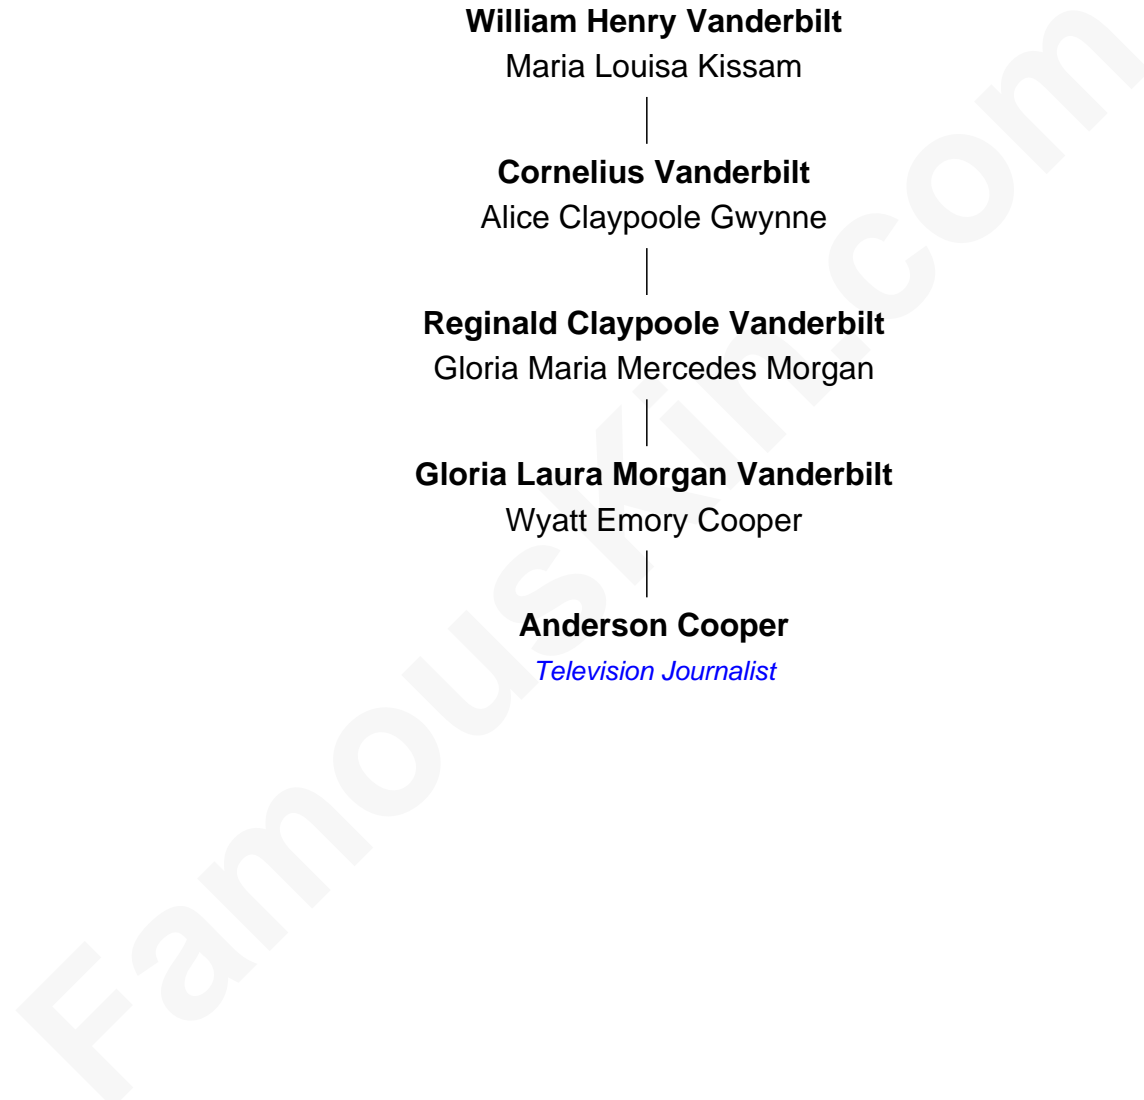 William Henry Vanderbilt
Maria Louisa Kissam
Cornelius Vanderbilt
Alice Claypoole Gwynne
Reginald Claypoole Vanderbilt
Gloria Maria Mercedes Morgan
Gloria Laura Morgan Vanderbilt
Wyatt Emory Cooper
Anderson Cooper
Television Journalist
FamousKin.com